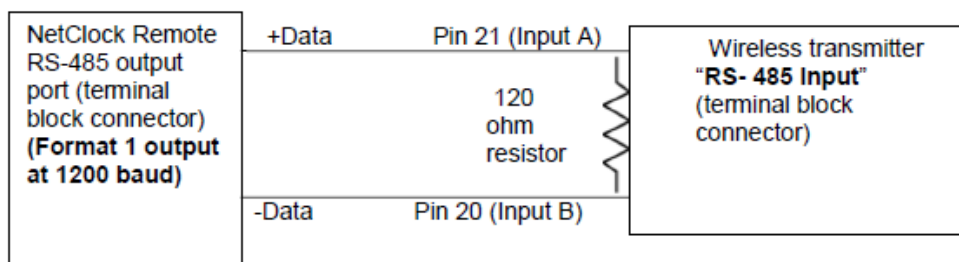 NetClock Remote
RS-485 output
port (terminal
block connector)
(Format 1 output
at 1200 baud)
+Data
Pin 21 (Input A)
120
ohm
resistor
-Data
Pin 20 (Input B)
Wireless transmitter
“RS- 485 Input”
(terminal block
connector)